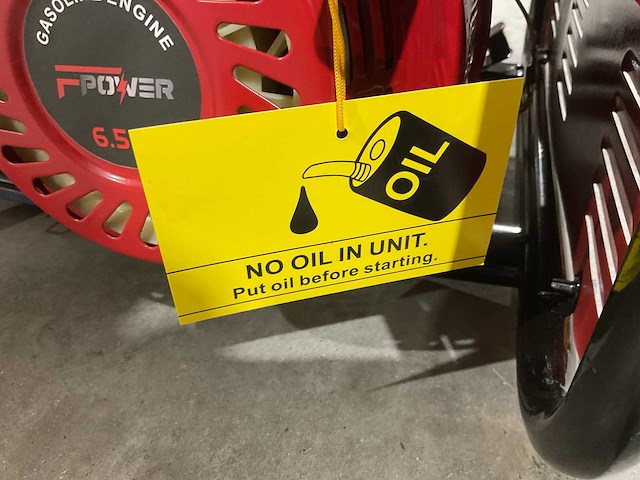 GASOLINE ENGINE
FPOWER
6.5
OIL
NO OIL IN UNIT.
Put oil before starting.